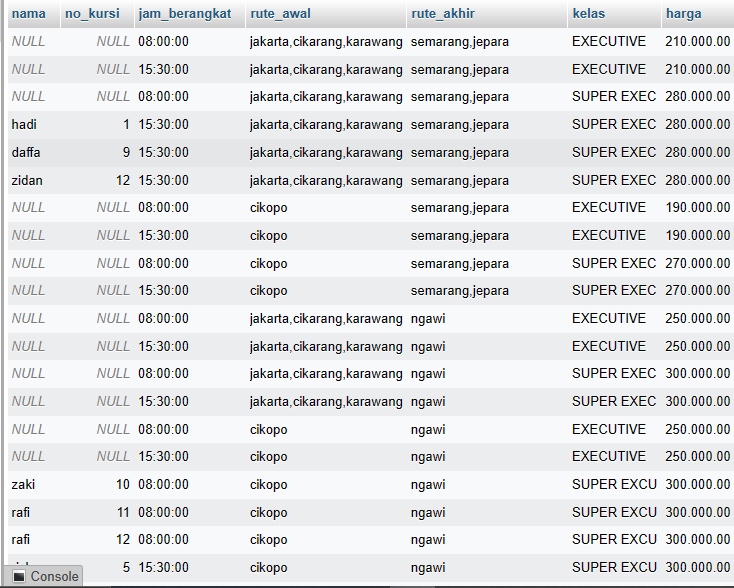 nama no_kursi jam_berangkat rute_awal rute_akhir kelas harga
NULL NULL 08:00:00 jakarta,cikarang,karawang semarang,jepara EXECUTIVE 210.000.00
NULL NULL 15:30:00 jakarta,cikarang,karawang semarang,jepara EXECUTIVE 210.000.00
NULL NULL 08:00:00 jakarta,cikarang,karawang semarang,jepara SUPER EXEC 280.000.00
hadi 1 15:30:00 jakarta,cikarang,karawang semarang,jepara SUPER EXEC 280.000.00
daffa 9 15:30:00 jakarta,cikarang,karawang semarang,jepara SUPER EXEC 280.000.00
zidan 12 15:30:00 jakarta,cikarang,karawang semarang,jepara SUPER EXEC 280.000.00
NULL NULL 08:00:00 cikopo semarang,jepara EXECUTIVE 190.000.00
NULL NULL 15:30:00 cikopo semarang,jepara EXECUTIVE 190.000.00
NULL NULL 08:00:00 cikopo semarang,jepara SUPER EXEC 270.000.00
NULL NULL 15:30:00 cikopo semarang,jepara SUPER EXEC 270.000.00
NULL NULL 08:00:00 jakarta,cikarang,karawang ngawi EXECUTIVE 250.000.00
NULL NULL 15:30:00 jakarta,cikarang,karawang ngawi EXECUTIVE 250.000.00
NULL NULL 08:00:00 jakarta,cikarang,karawang ngawi SUPER EXEC 300.000.00
NULL NULL 15:30:00 jakarta,cikarang,karawang ngawi SUPER EXEC 300.000.00
NULL NULL 08:00:00 cikopo ngawi EXECUTIVE 250.000.00
NULL NULL 15:30:00 cikopo ngawi EXECUTIVE 250.000.00
zaki 10 08:00:00 cikopo ngawi SUPER EXCU 300.000.00
rafi 11 08:00:00 cikopo ngawi SUPER EXCU 300.000.00
rafi 12 08:00:00 cikopo ngawi SUPER EXCU 300.000.00
5 15:30:00 cikopo ngawi SUPER EXCU 300.000.00
Console